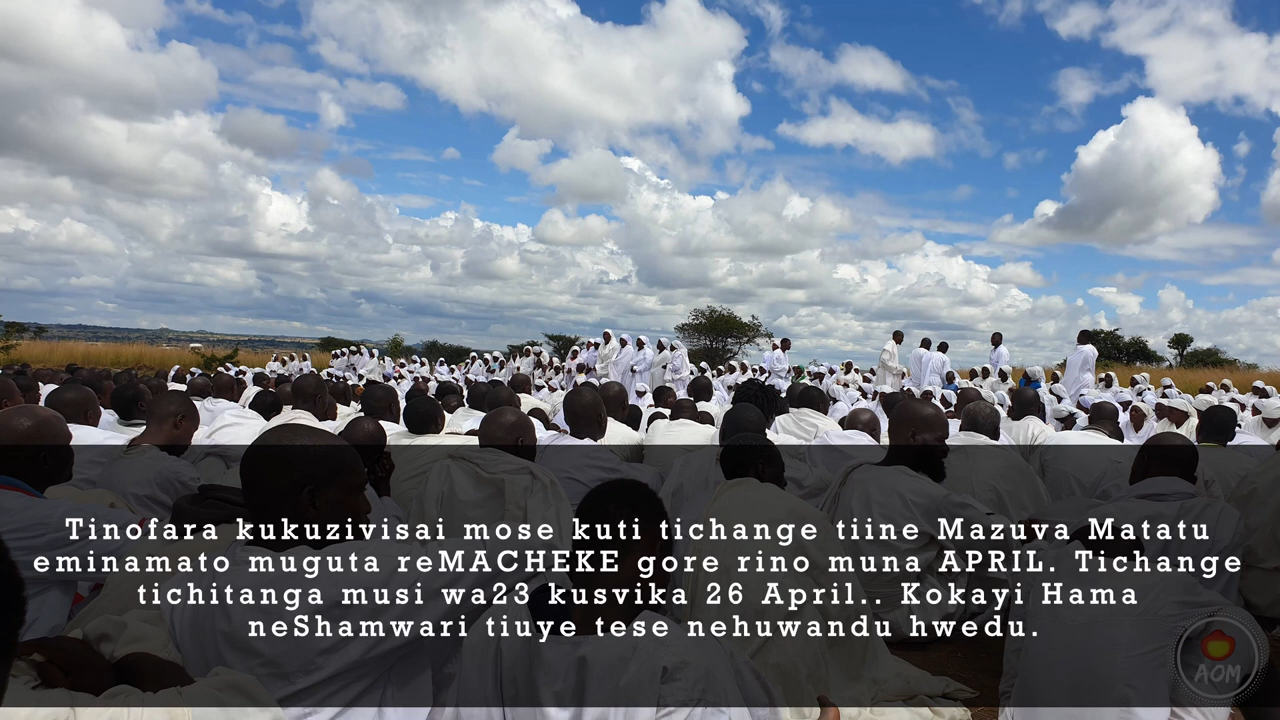 Tinofara kukuzivisai mose kuti tichange tiine Mazuva Matatu
eminamato muguta reMACHEKE gore rino muna APRIL. Tichange
tichitanga musi wa23 kusvika 26 April.. Kokayi Hama
neShamwari tiuye tese nehuwandu hwedu.
AOM